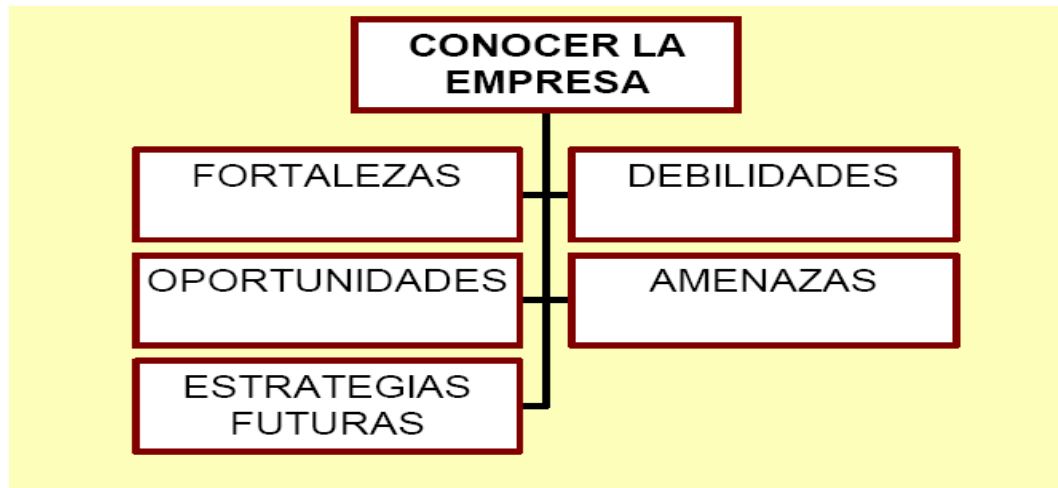 CONOCER LA
EMPRESA
FORTALEZAS
DEBILIDADES
OPORTUNIDADES
AMENAZAS
ESTRATEGIAS
FUTURAS